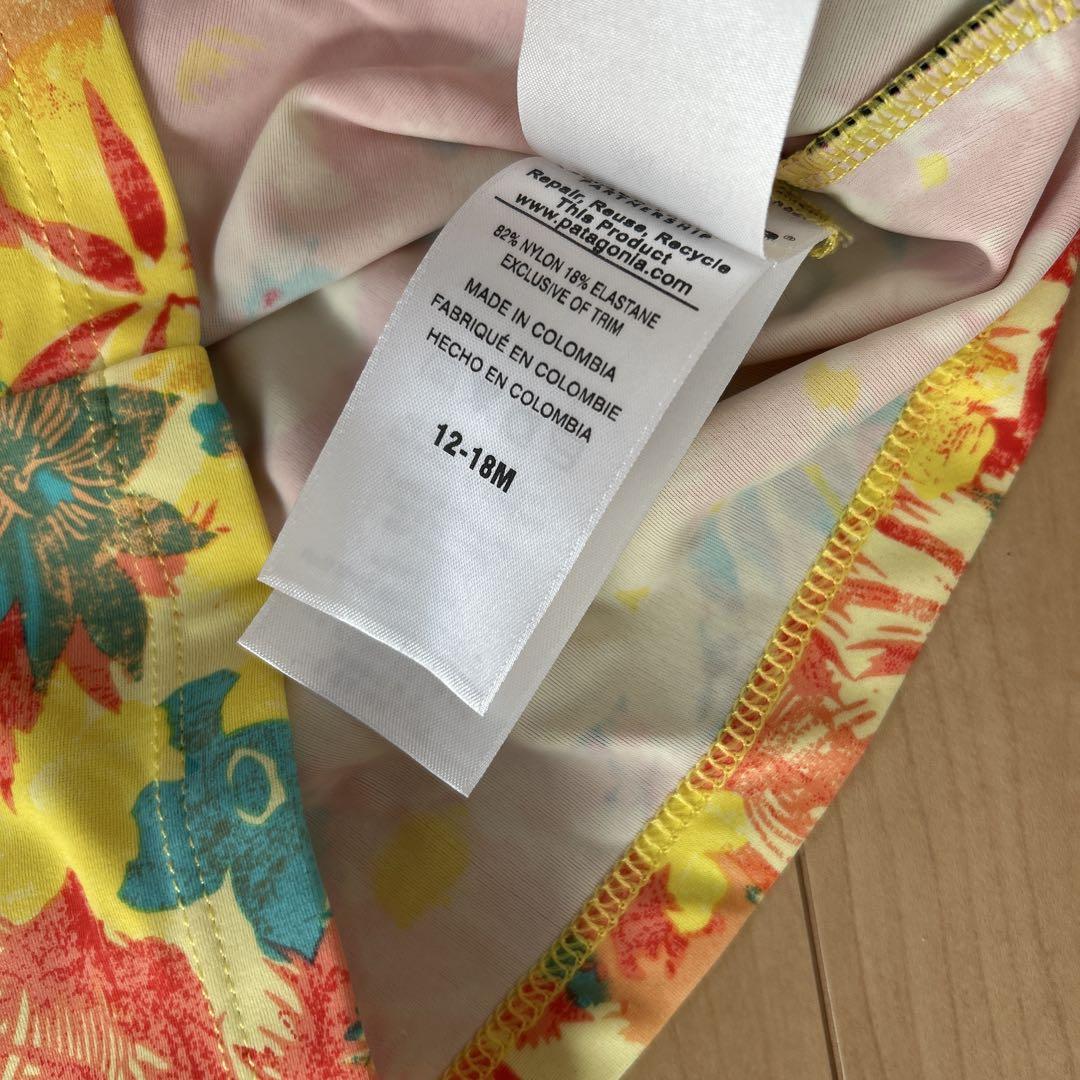 PARTNERSHIP
Repair, Reuse, Recycle
This Product
www.patagonia.com
82% NYLON 18% ELASTANE
EXCLUSIVE OF TRIM
MADE IN COLOMBIA
FABRIQUÉ EN COLOMBIE
HECHO EN COLOMBIA
12-18M